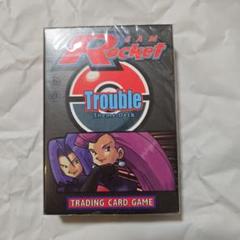 TEAM
Rocket
Trouble
Theme Deck
TRADING CARD GAME